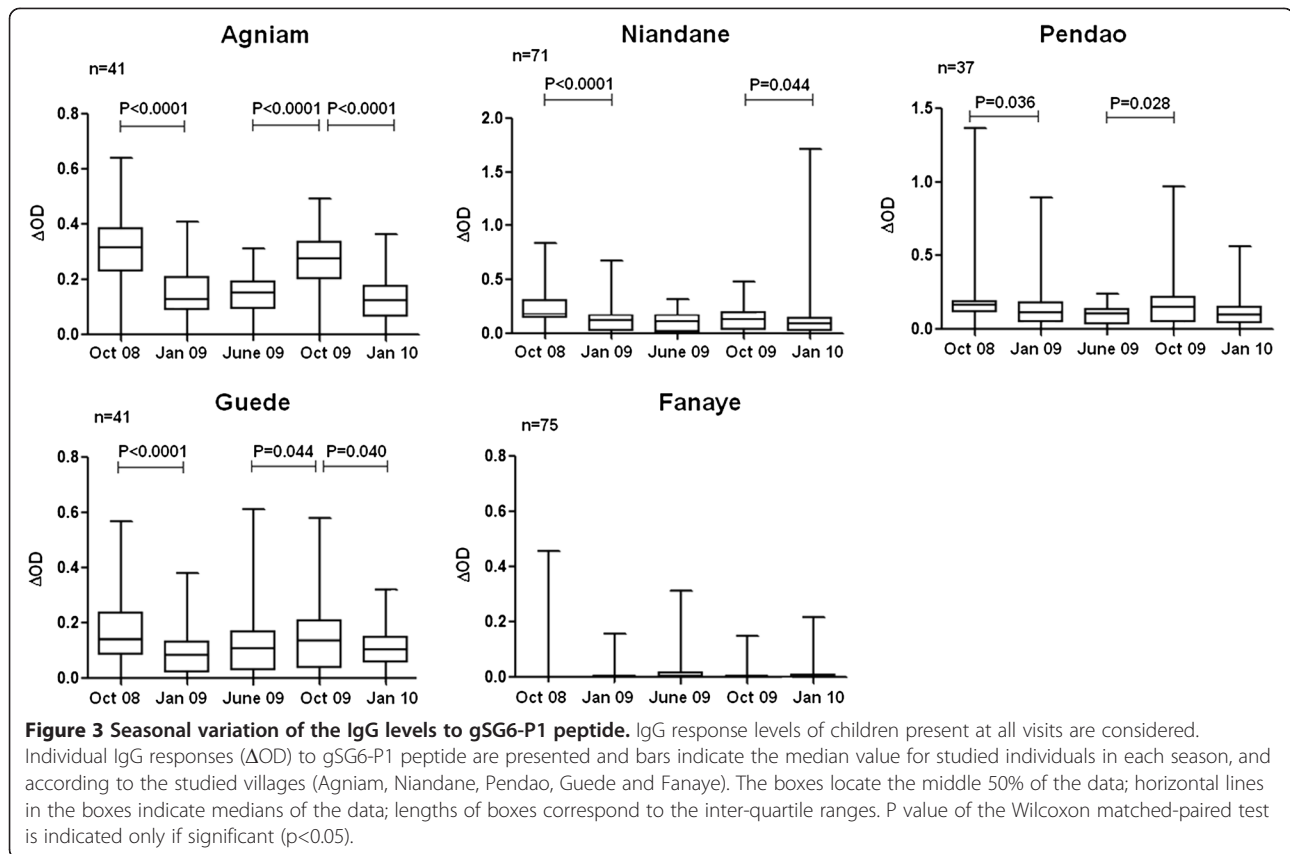 Agniam
n=41
P<0.0001
P<0.0001
P<0.0001
0.8
0.6
0.4
0.2
0.0
ΔOD
Oct 08 Jan 09 June 09 Oct 09 Jan 10
Niandane
n=71
P<0.0001
P=0.044
2.0
1.5
1.0
0.5
0.0
ΔOD
Oct 08 Jan 09 June 09 Oct 09 Jan 10
Pendao
n=37
P=0.036
P=0.028
1.5
1.0
0.5
0.0
ΔOD
Oct 08 Jan 09 June 09 Oct 09 Jan 10
Guede
n=41
P<0.0001
P=0.044
P=0.040
0.8
0.6
0.4
0.2
0.0
ΔOD
Oct 08 Jan 09 June 09 Oct 09 Jan 10
Fanaye
n=75
0.8
0.6
0.4
0.2
0.0
ΔOD
Oct 08 Jan 09 June 09 Oct 09 Jan 10
Figure 3 Seasonal variation of the IgG levels to gSG6-P1 peptide. IgG response levels of children present at all visits are considered.
Individual IgG responses (ΔOD) to gSG6-P1 peptide are presented and bars indicate the median value for studied individuals in each season, and
according to the studied villages (Agniam, Niandane, Pendao, Guede and Fanaye). The boxes locate the middle 50% of the data; horizontal lines
in the boxes indicate medians of the data; lengths of boxes correspond to the inter-quartile ranges. P value of the Wilcoxon matched-paired test
is indicated only if significant (p<0.05).